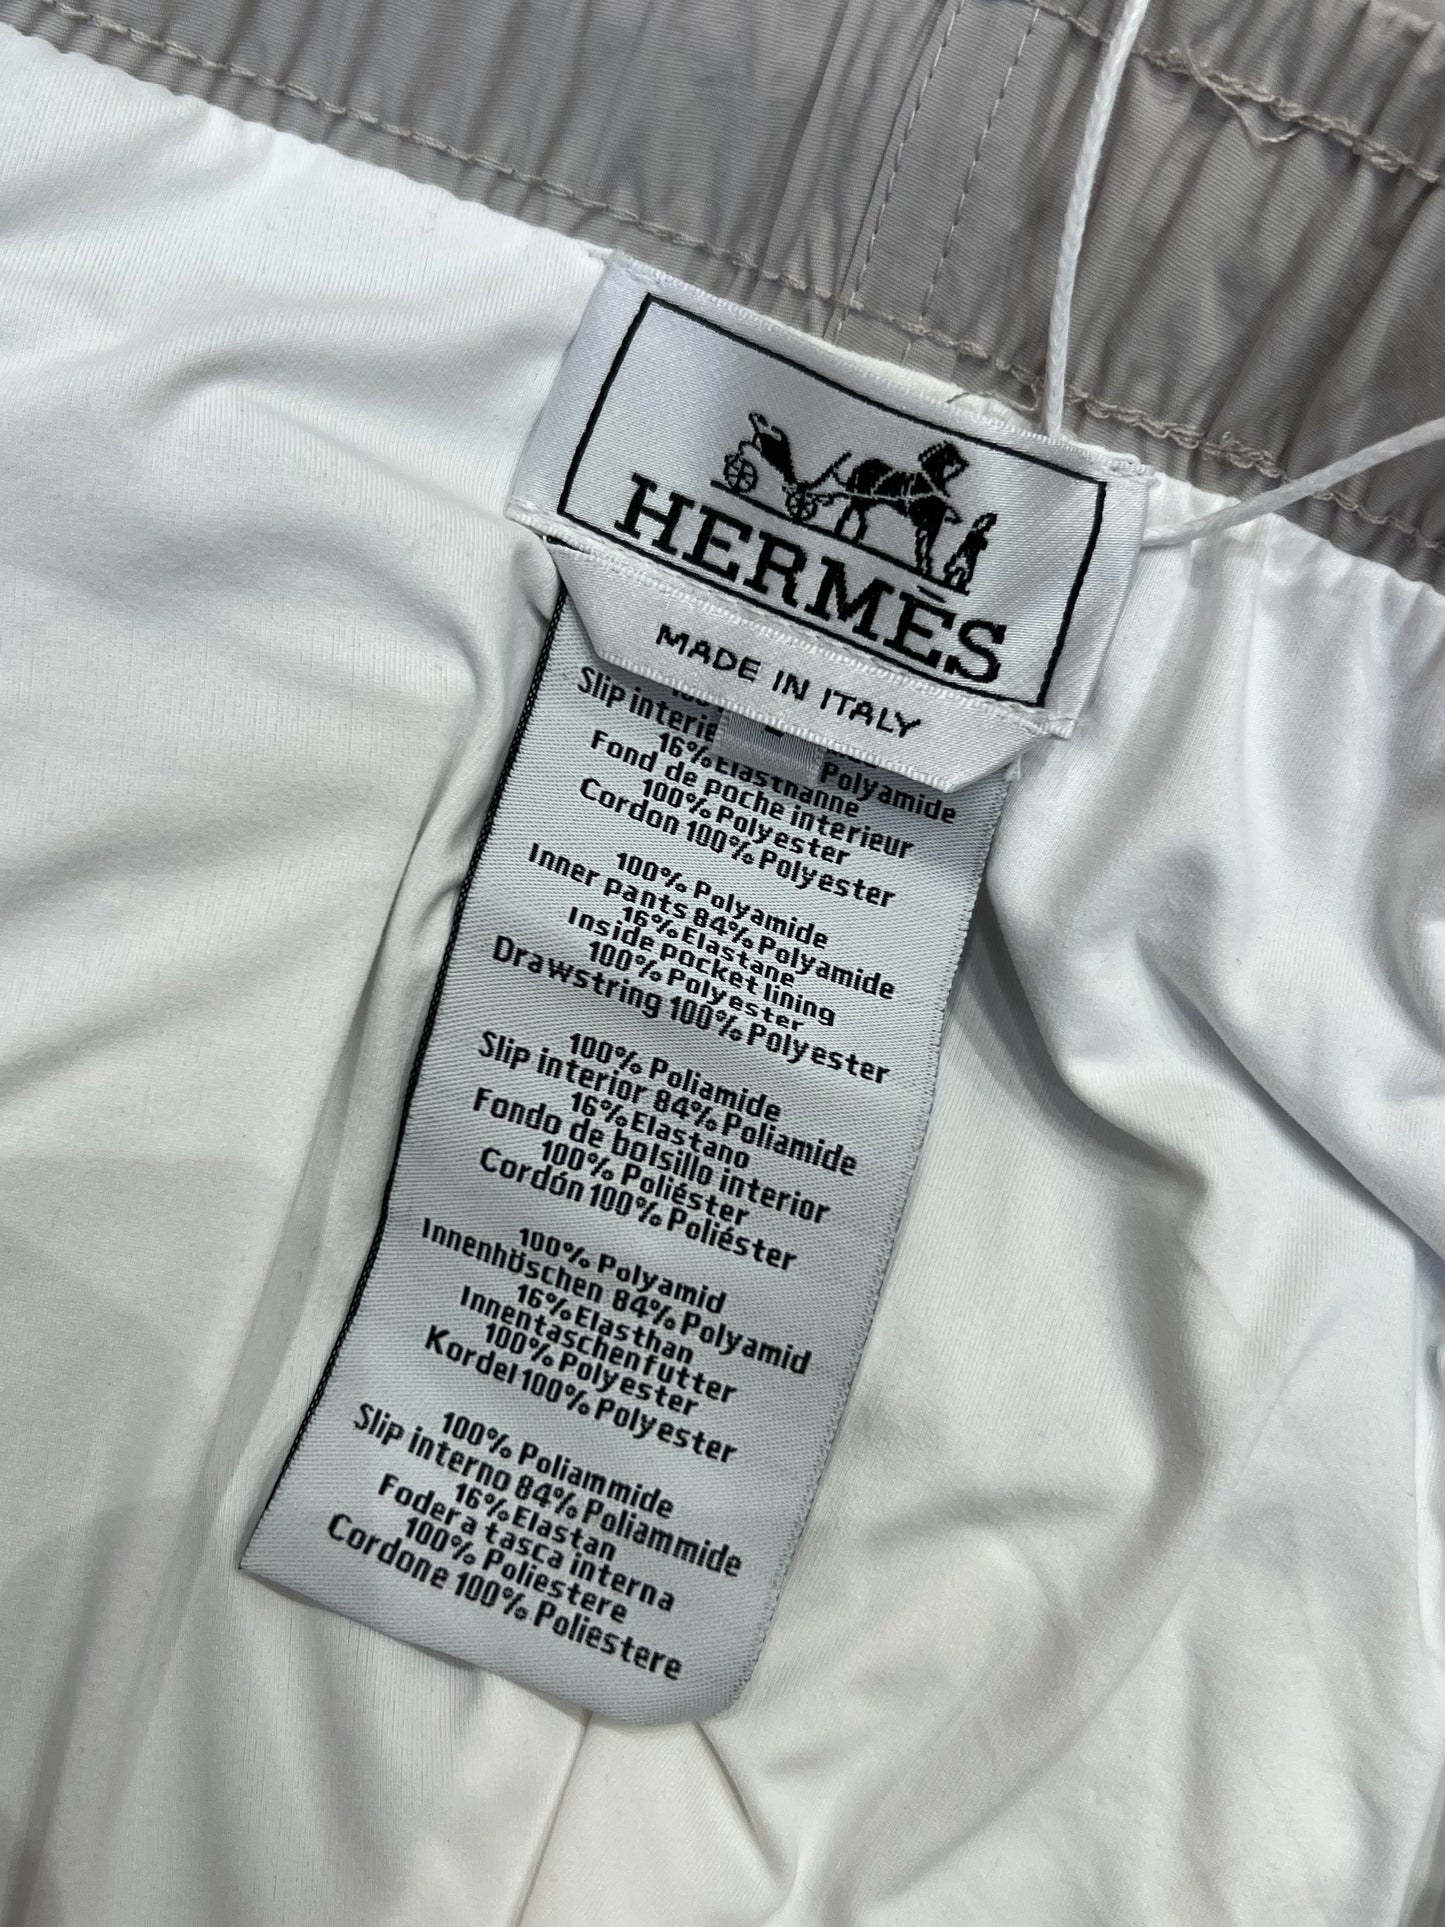 HERMĒS
MADE IN ITALY
Slip interie Polyamide
16% Elasthanne
Fond de poche interieur
100% Polyester
Cordon 100% Polyester
100% Polyamide
Inner pants 84% Polyamide
16% Elastane
Inside pocket lining
100% Polyester
Drawstring 100% Polyester
100% Poliamide
Slip interior 84% Poliamide
16% Elastano
Fondo de bolsillo interior
100% Poliéster
Cordón 100% Poliéster
100% Polyamid
Innenhöschen 84% Polyamid
16% Elasthan
Innentaschenfutter
100% Polyester
Kordel 100% Polyester
100% Poliammide
Slip interno 84% Poliammide
16% Elastan
Fodera tasca interna
100% Poliestere
Cordone 100% Poliestere